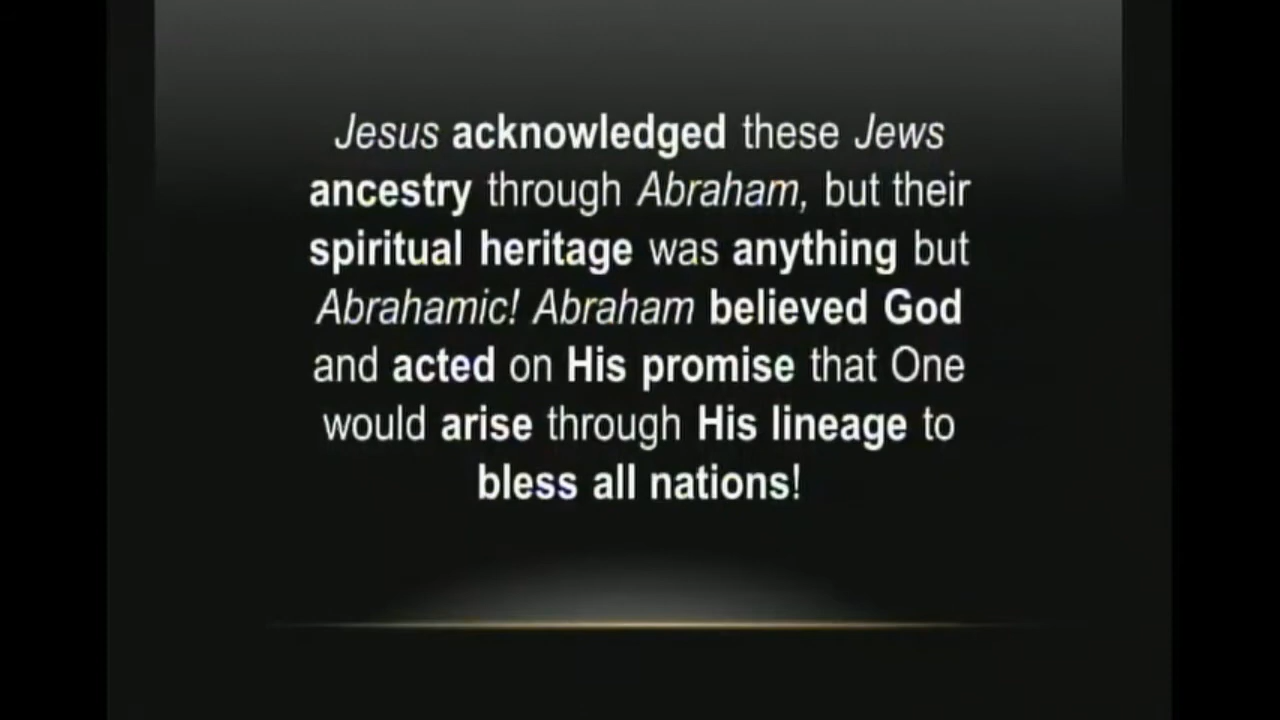 Jesus acknowledged these Jews
ancestry through Abraham, but their
spiritual heritage was anything but
Abrahamic! Abraham believed God
and acted on His promise that One
would arise through His lineage to
bless all nations!